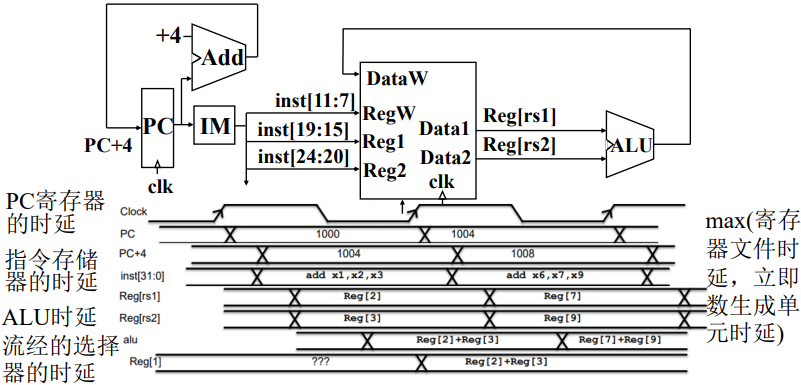 +4
Add
DataW
inst[11:7]
RegW
Reg[rs1]
PC
IM
inst[19:15]
Reg1
Data1
ALU
Reg[rs2]
PC+4
inst[24:20]
Reg2
Data2
clk
clk
PC寄存器
的时延
指令存储
器的时延
ALU时延
流经的选择
器的时延
Clock
PC
1000
1004
PC+4
1004
1008
inst[31:0]
add x1,x2,x3
add x6,x7,x9
Reg[rs1]
Reg[2]
Reg[7]
Reg[rs2]
Reg[3]
Reg[9]
alu
Reg[2]+Reg[3]
Reg[7]+Reg[9]
Reg[1]
???
Reg[2]+Reg[3]
max(寄存
器文件时
延，立即
数生成单
元时延)